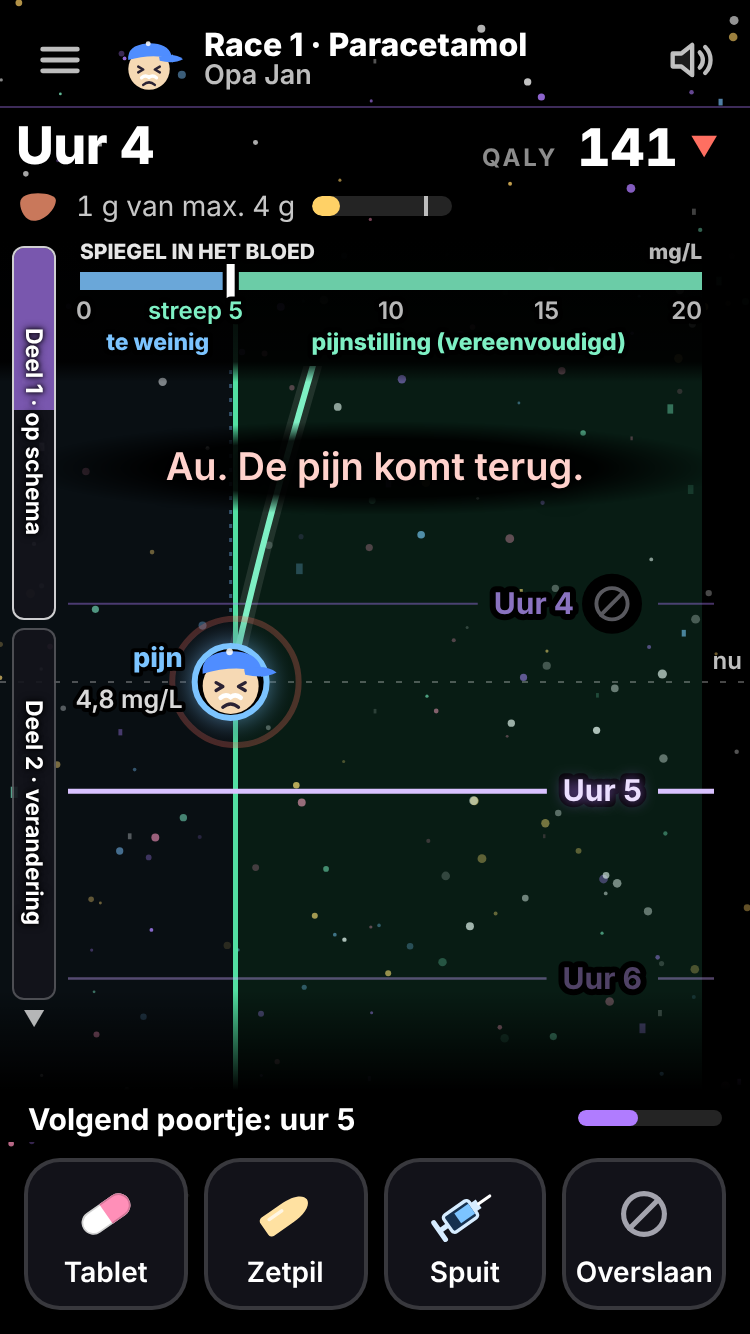 Race 1 · Paracetamol
Opa Jan
Uur 4
QALY 141
1 g van max. 4 g
SPIEGEL IN HET BLOED
mg/L
0 streep 5 10 15 20
te weinig
pijnstilling (vereenvoudigd)
Deel 1 · op schema
Au. De pijn komt terug.
Uur 4
pijn
nu
4,8 mg/L
Deel 2 · verandering
Uur 5
Uur 6
Volgend poortje: uur 5
Tablet
Zetpil
Spuit
Overslaan